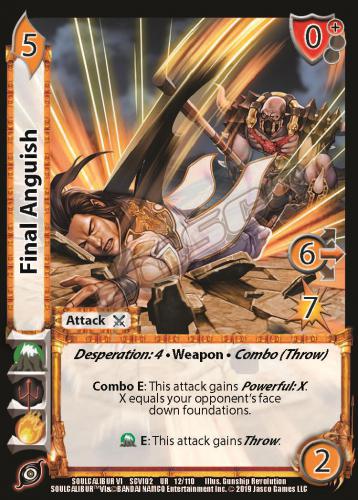 5
0
Final Anguish
6
7
Attack
Desperation: 4 • Weapon • Combo (Throw)
Combo E: This attack gains Powerful: X.
X equals your opponent's face
down foundations.
E: This attack gains Throw.
2
SOULCALIBUR VI SCVI02 UR 12/110 Illus. Gunship Revolution
SOULCALIBUR™VI&©BANDAI NAMCO Entertainment Inc. ©2019 Jasco Games LLC